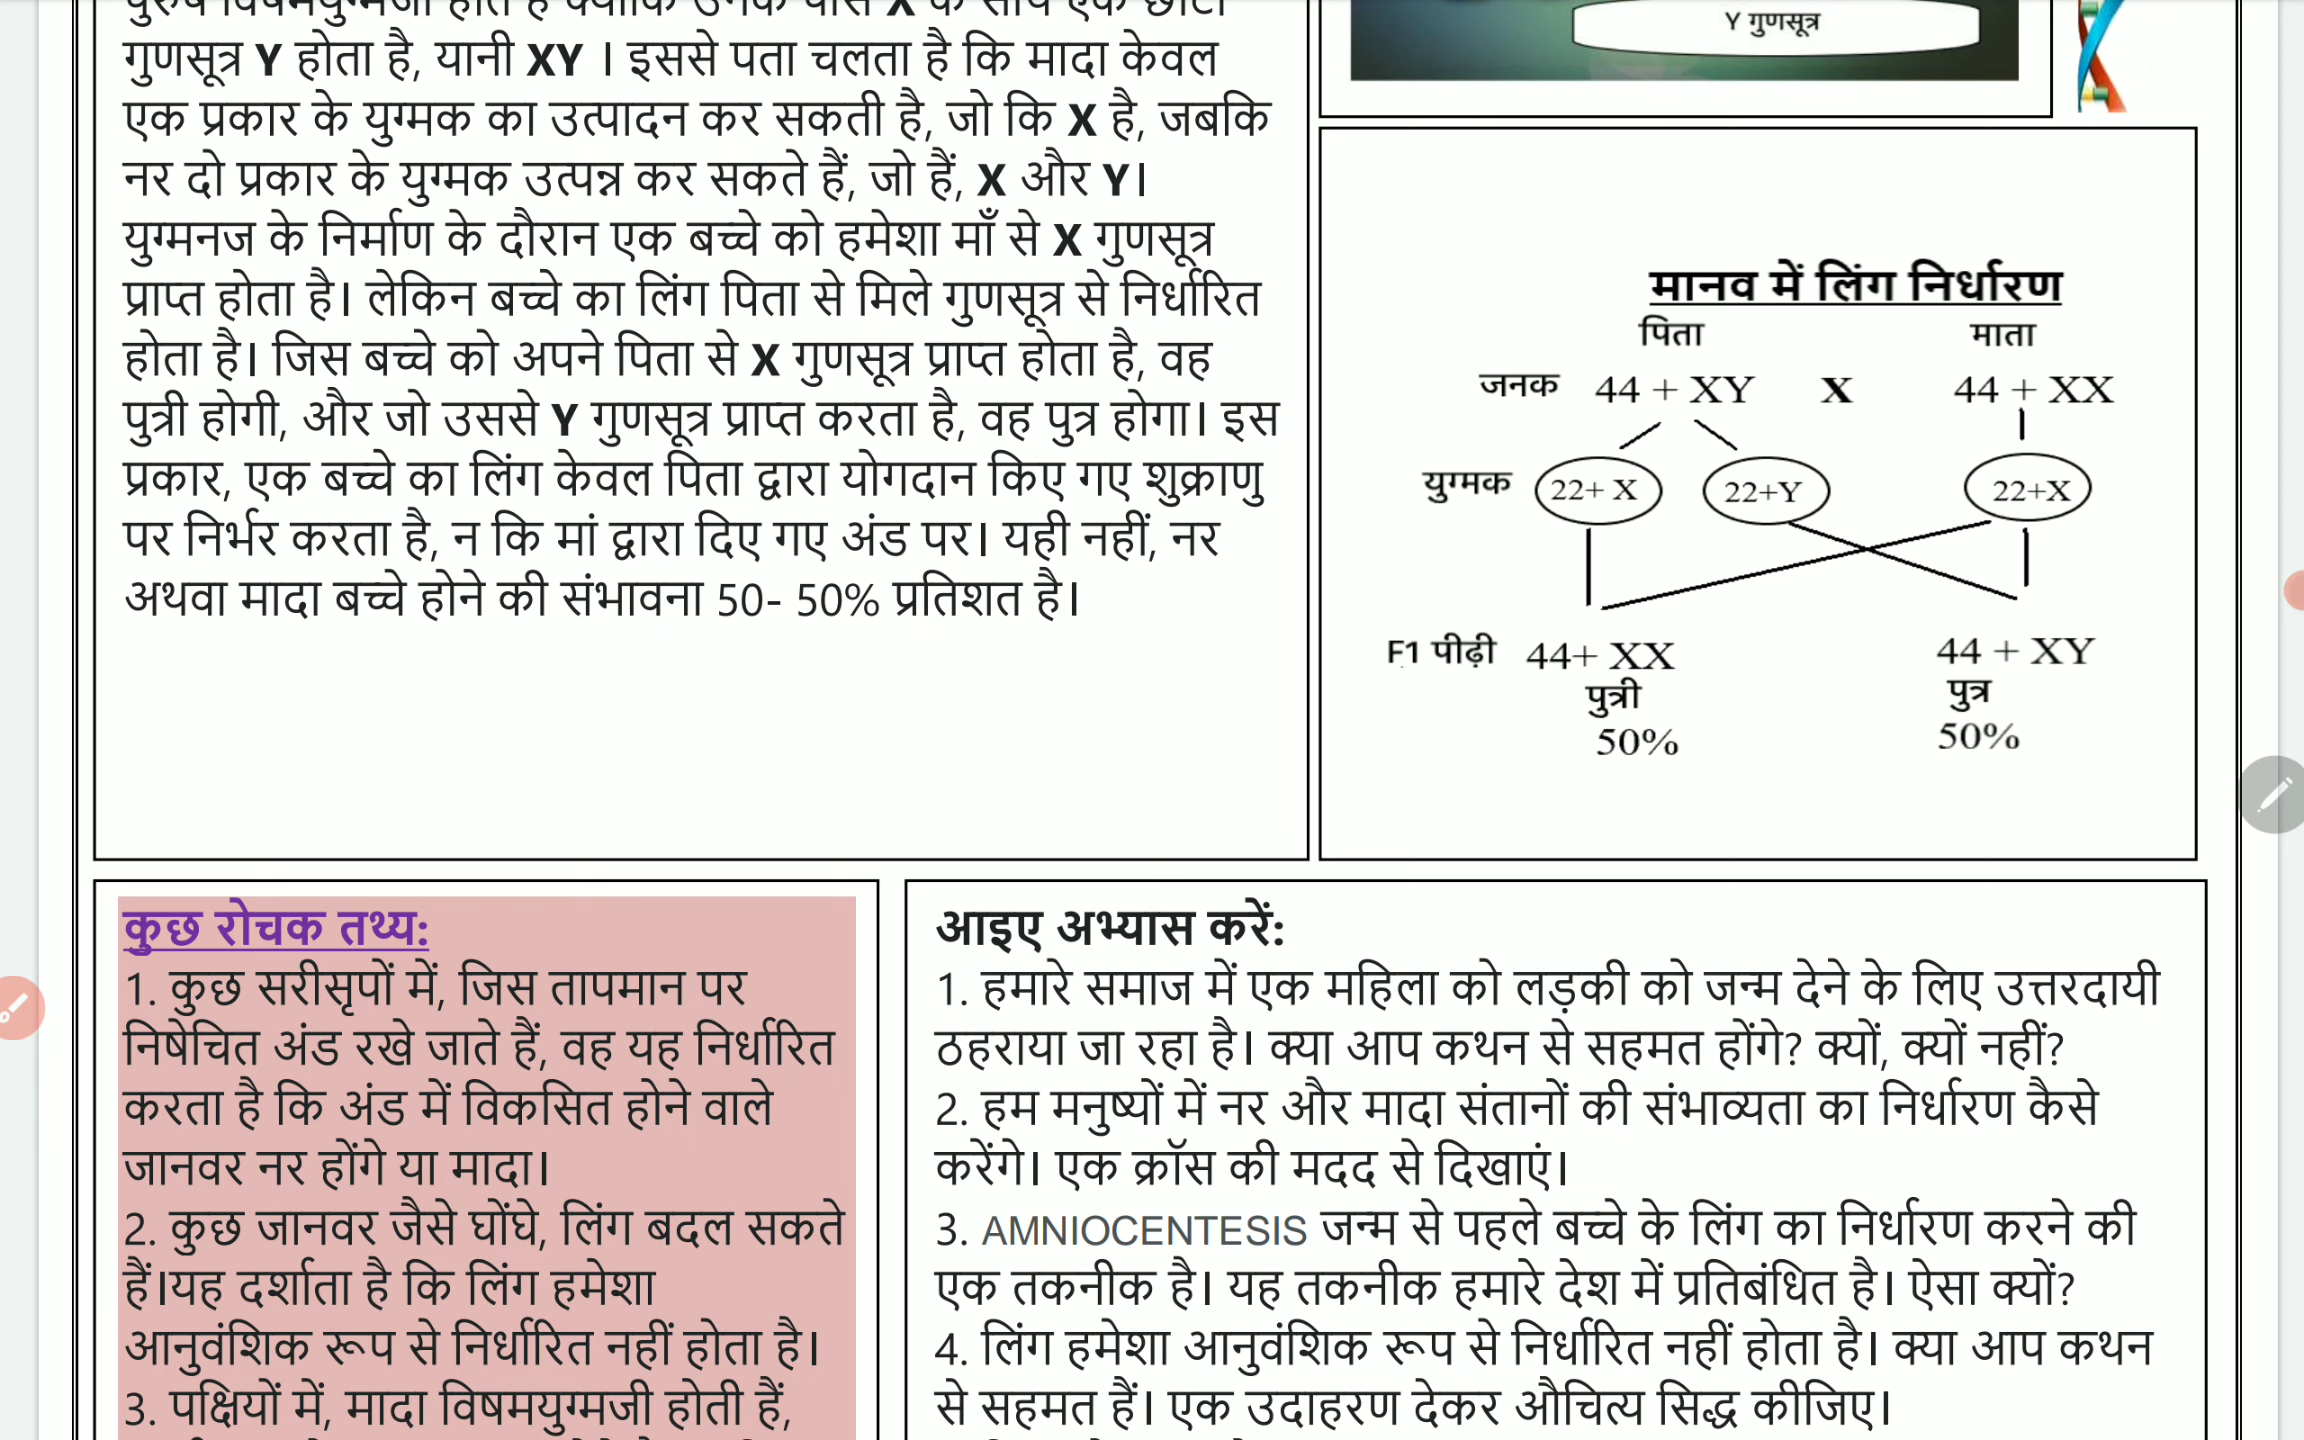 पुरुष विषमयुग्मजी होते हैं क्योंकि उनके पास X के साथ एक छोटा
गुणसूत्र Y होता है, यानी XY । इससे पता चलता है कि मादा केवल
एक प्रकार के युग्मक का उत्पादन कर सकती है, जो कि X है, जबकि
नर दो प्रकार के युग्मक उत्पन्न कर सकते हैं, जो हैं, X और Y।
युग्मनज के निर्माण के दौरान एक बच्चे को हमेशा माँ से X गुणसूत्र
प्राप्त होता है। लेकिन बच्चे का लिंग पिता से मिले गुणसूत्र से निर्धारित
होता है। जिस बच्चे को अपने पिता से X गुणसूत्र प्राप्त होता है, वह
पुत्री होगी, और जो उससे Y गुणसूत्र प्राप्त करता है, वह पुत्र होगा। इस
प्रकार, एक बच्चे का लिंग केवल पिता द्वारा योगदान किए गए शुक्राणु
पर निर्भर करता है, न कि मां द्वारा दिए गए अंड पर। यही नहीं, नर
अथवा मादा बच्चे होने की संभावना 50- 50% प्रतिशत है।
Y गुणसूत्र
मानव में लिंग निर्धारण
पिता माता
जनक 44 + XY X 44 + XX
युग्मक 22+ X 22+Y 22+X
F1 पीढ़ी 44+ XX 44 + XY
पुत्री पुत्र
50% 50%
कुछ रोचक तथ्य:
1. कुछ सरीसृपों में, जिस तापमान पर
निषेचित अंड रखे जाते हैं, वह यह निर्धारित
करता है कि अंड में विकसित होने वाले
जानवर नर होंगे या मादा।
2. कुछ जानवर जैसे घोंघे, लिंग बदल सकते
हैं।यह दर्शाता है कि लिंग हमेशा
आनुवंशिक रूप से निर्धारित नहीं होता है।
3. पक्षियों में, मादा विषमयुग्मजी होती हैं,
आइए अभ्यास करें:
1. हमारे समाज में एक महिला को लड़की को जन्म देने के लिए उत्तरदायी
ठहराया जा रहा है। क्या आप कथन से सहमत होंगे? क्यों, क्यों नहीं?
2. हम मनुष्यों में नर और मादा संतानों की संभाव्यता का निर्धारण कैसे
करेंगे। एक क्रॉस की मदद से दिखाएं।
3. AMNIOCENTESIS जन्म से पहले बच्चे के लिंग का निर्धारण करने की
एक तकनीक है। यह तकनीक हमारे देश में प्रतिबंधित है। ऐसा क्यों?
4. लिंग हमेशा आनुवंशिक रूप से निर्धारित नहीं होता है। क्या आप कथन
से सहमत हैं। एक उदाहरण देकर औचित्य सिद्ध कीजिए।